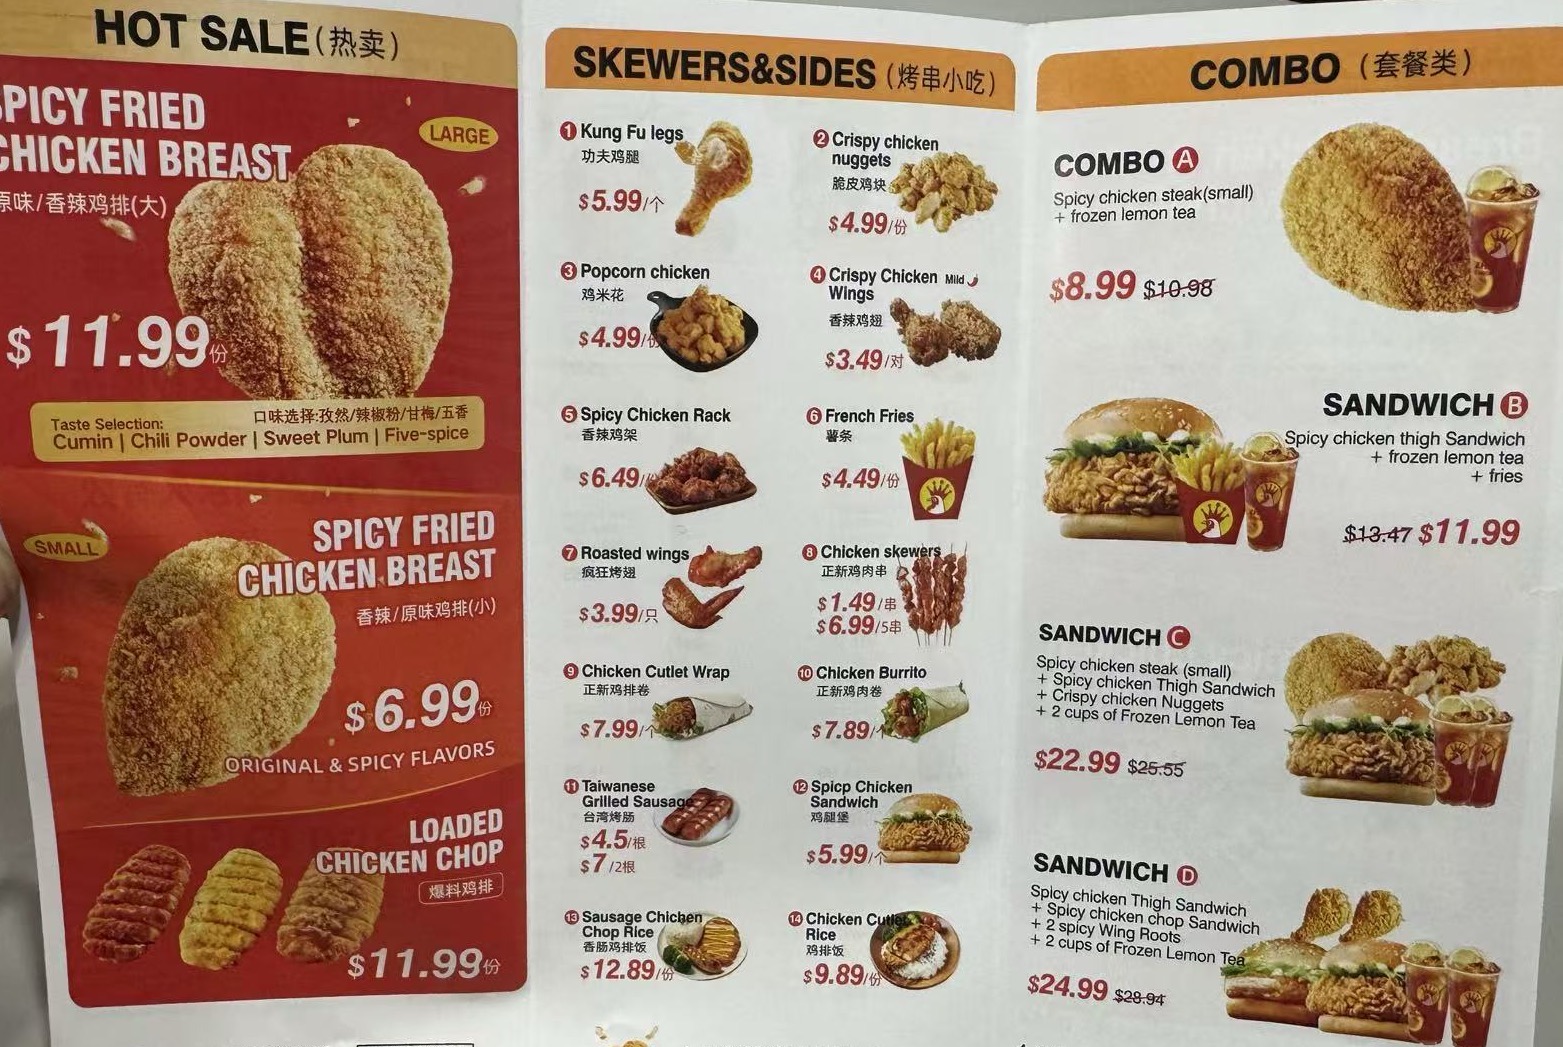 HOT SALE(热卖)
SPICY FRIED
CHICKEN BREAST
LARGE
原味/香辣鸡排(大)
$11.99份
Taste Selection:
口味选择:孜然/辣椒粉/甘梅/五香
Cumin | Chili Powder | Sweet Plum | Five-spice
SMALL
SPICY FRIED
CHICKEN BREAST
香辣/原味鸡排(小)
$6.99份
ORIGINAL & SPICY FLAVORS
LOADED
CHICKEN CHOP
爆料鸡排
$11.99份
SKEWERS&SIDES(烤串小吃)
1 Kung Fu legs
功夫鸡腿
$5.99/个
2 Crispy chicken
nuggets
脆皮鸡块
$4.99/份
3 Popcorn chicken
鸡米花
$4.99/份
4 Crispy Chicken Mild
Wings
香辣鸡翅
$3.49/对
5 Spicy Chicken Rack
香辣鸡架
$6.49/
6 French Fries
薯条
$4.49/份
7 Roasted wings
疯狂烤翅
$3.99/只
8 Chicken skewers
正新鸡肉串
$1.49/串
$6.99/5串
9 Chicken Cutlet Wrap
正新鸡排卷
$7.99/个
10 Chicken Burrito
正新鸡肉卷
$7.89/个
11 Taiwanese
Grilled Sausage
台湾烤肠
$4.5/根
$7/2根
12 Spicp Chicken
Sandwich
鸡腿堡
$5.99/个
13 Sausage Chicken
Chop Rice
香肠鸡排饭
$12.89/份
14 Chicken Cutlet
Rice
鸡排饭
$9.89/份
COMBO(套餐类)
COMBO A
Spicy chicken steak(small)
+ frozen lemon tea
$8.99 $10.98
SANDWICH B
Spicy chicken thigh Sandwich
+ frozen lemon tea
+ fries
$13.47 $11.99
SANDWICH C
Spicy chicken steak (small)
+ Spicy chicken Thigh Sandwich
+ Crispy chicken Nuggets
+ 2 cups of Frozen Lemon Tea
$22.99 $25.55
SANDWICH D
Spicy chicken Thigh Sandwich
+ Spicy chicken chop Sandwich
+ 2 spicy Wing Roots
+ 2 cups of Frozen Lemon Tea
$24.99 $28.94